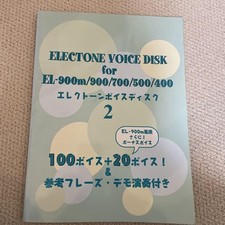 ELECTONE VOICE DISK
for
EL-900m/900/700/500/400
エレクトーンボイスディスク
2
EL-900m専用
さらに！
ボーナスボイス
100ボイス+20ボイス！
&
参考フレーズ・デモ演奏付き